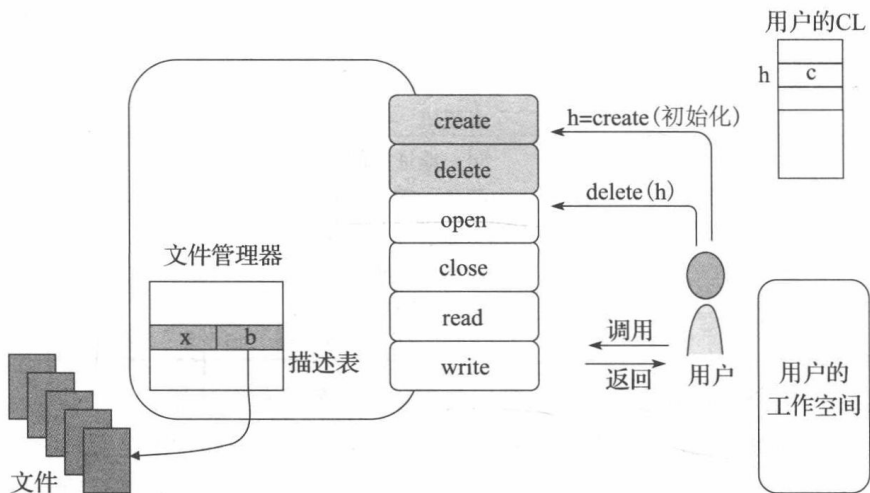 用户的CL
h
c
create
h=create(初始化)
delete
delete(h)
open
文件管理器
close
x
b
read
描述表
调用
write
返回
用户
用户的
工作空间
文件